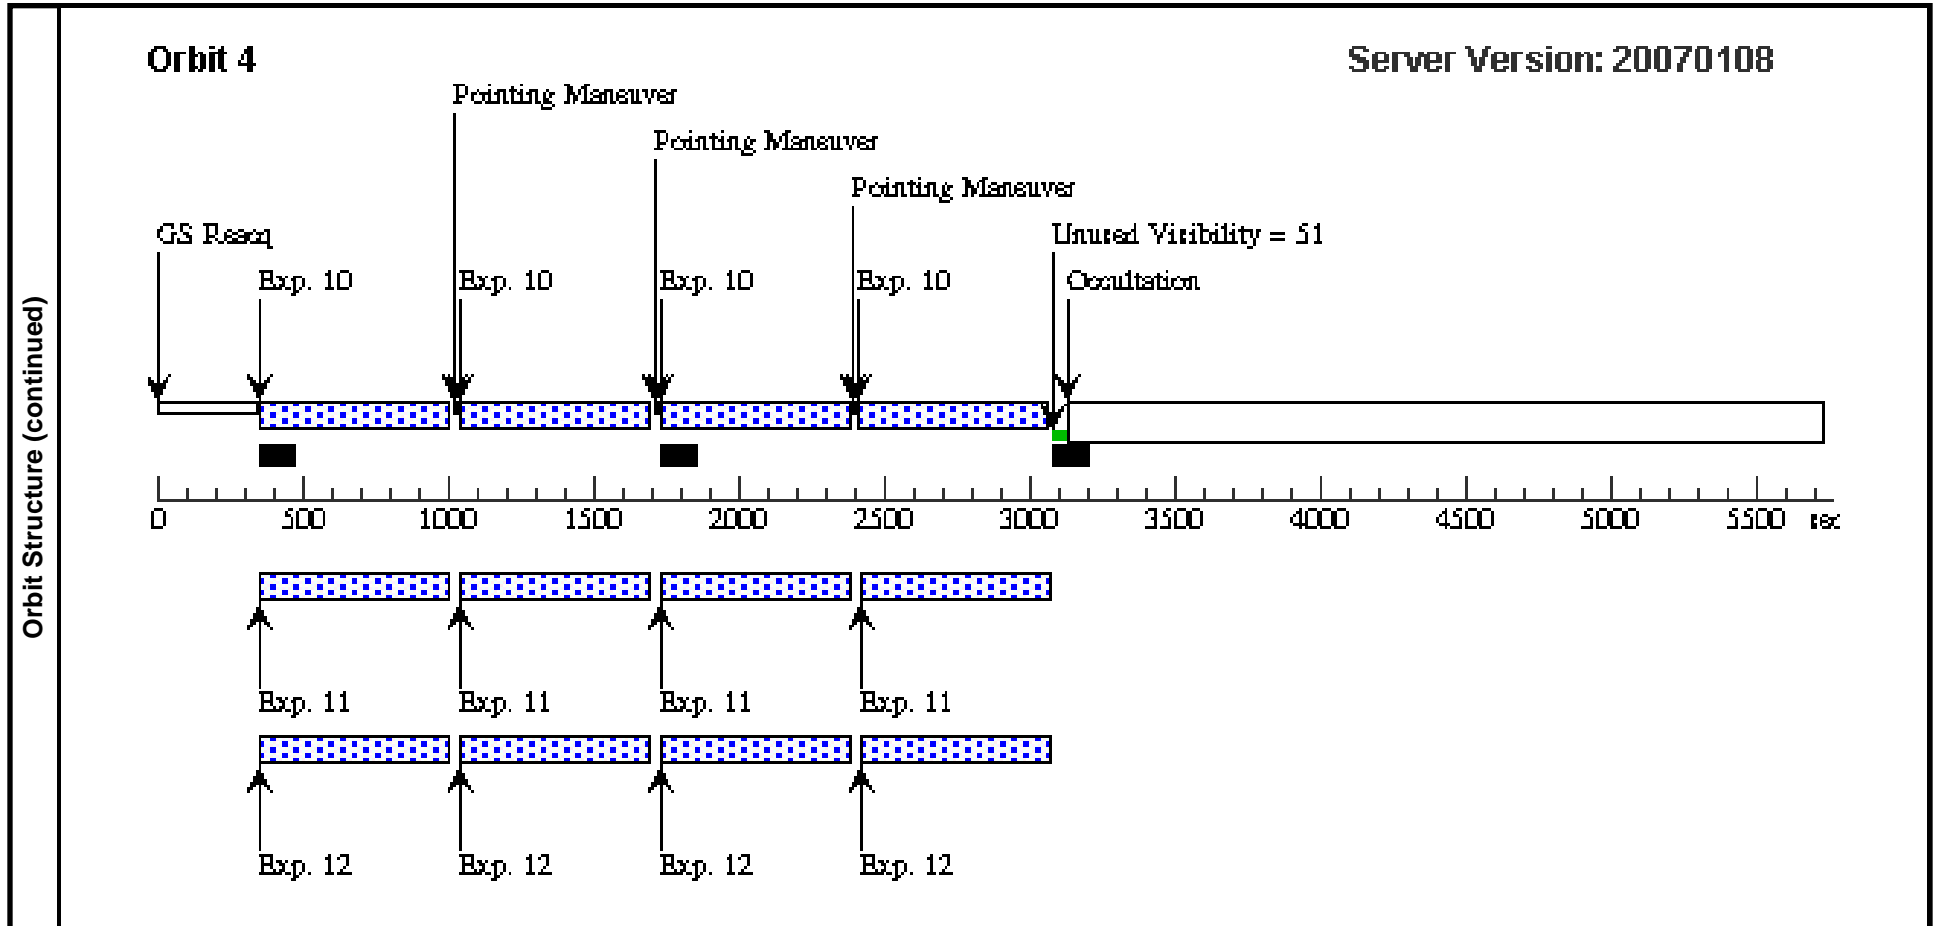 Orbit Structure (continued)
Orbit 4
Server Version: 20070108
Pointing Maneuver
Pointing Maneuver
Pointing Maneuver
GS Reacq
Unused Visibility = 51
Exp. 10
Exp. 10
Exp. 10
Exp. 10
Occultation
0 500 1000 1500 2000 2500 3000 3500 4000 4500 5000 5500 sec
Exp. 11
Exp. 11
Exp. 11
Exp. 11
Exp. 12
Exp. 12
Exp. 12
Exp. 12